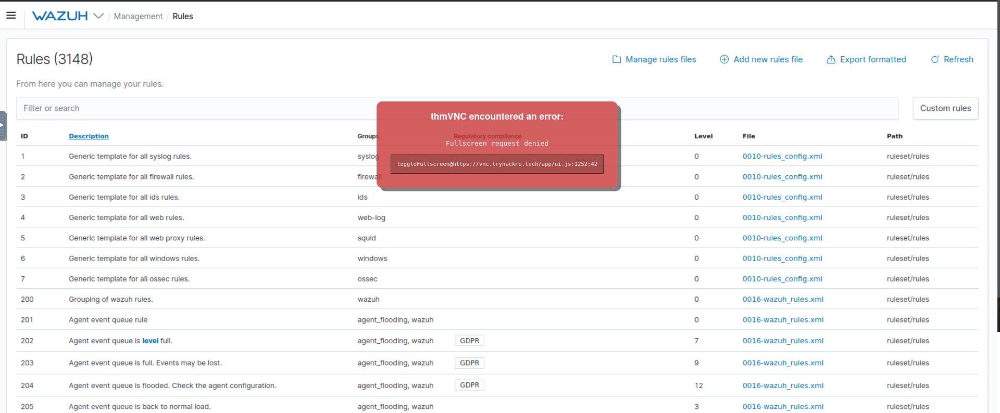 WAZUH / Management / Rules
Rules (3148)
Manage rules files
Add new rules file
Export formatted
Refresh
From here you can manage your rules.
Filter or search
Custom rules
thmVNC encountered an error:
Fullscreen request denied
toggleFullscreen@https://vnc.tryhackme.tech/app/ui.js:1252:42
ID Description Groups Regulatory compliance Level File Path
1 Generic template for all syslog rules. syslog 0 0010-rules_config.xml ruleset/rules
2 Generic template for all firewall rules. firewall 0 0010-rules_config.xml ruleset/rules
3 Generic template for all ids rules. ids 0 0010-rules_config.xml ruleset/rules
4 Generic template for all web rules. web-log 0 0010-rules_config.xml ruleset/rules
5 Generic template for all web proxy rules. squid 0 0010-rules_config.xml ruleset/rules
6 Generic template for all windows rules. windows 0 0010-rules_config.xml ruleset/rules
7 Generic template for all ossec rules. ossec 0 0010-rules_config.xml ruleset/rules
200 Grouping of wazuh rules. wazuh 0 0016-wazuh_rules.xml ruleset/rules
201 Agent event queue rule agent_flooding, wazuh 0 0016-wazuh_rules.xml ruleset/rules
202 Agent event queue is level full. agent_flooding, wazuh GDPR 7 0016-wazuh_rules.xml ruleset/rules
203 Agent event queue is full. Events may be lost. agent_flooding, wazuh GDPR 9 0016-wazuh_rules.xml ruleset/rules
204 Agent event queue is flooded. Check the agent configuration. agent_flooding, wazuh GDPR 12 0016-wazuh_rules.xml ruleset/rules
205 Agent event queue is back to normal load. agent_flooding, wazuh 3 0016-wazuh_rules.xml ruleset/rules